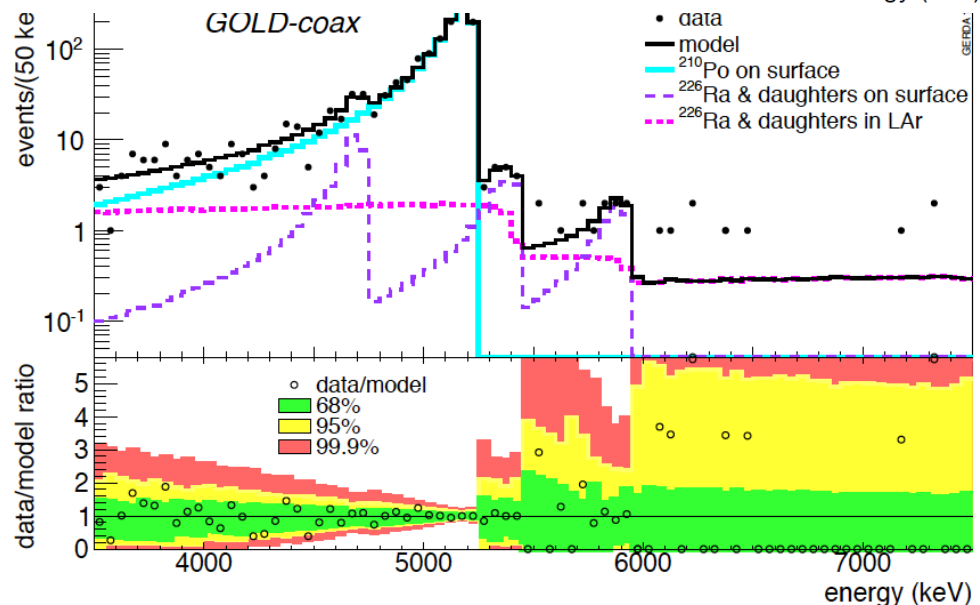 GOLD-coax
events/(50 ke
10²
10
1
10⁻¹
data
model
²¹⁰Po on surface
²²⁶Ra & daughters on surface
²²⁶Ra & daughters in LAr
GERDA
data/model ratio
5
4
3
2
1
0
data/model
68%
95%
99.9%
4000
5000
6000
7000
energy (keV)